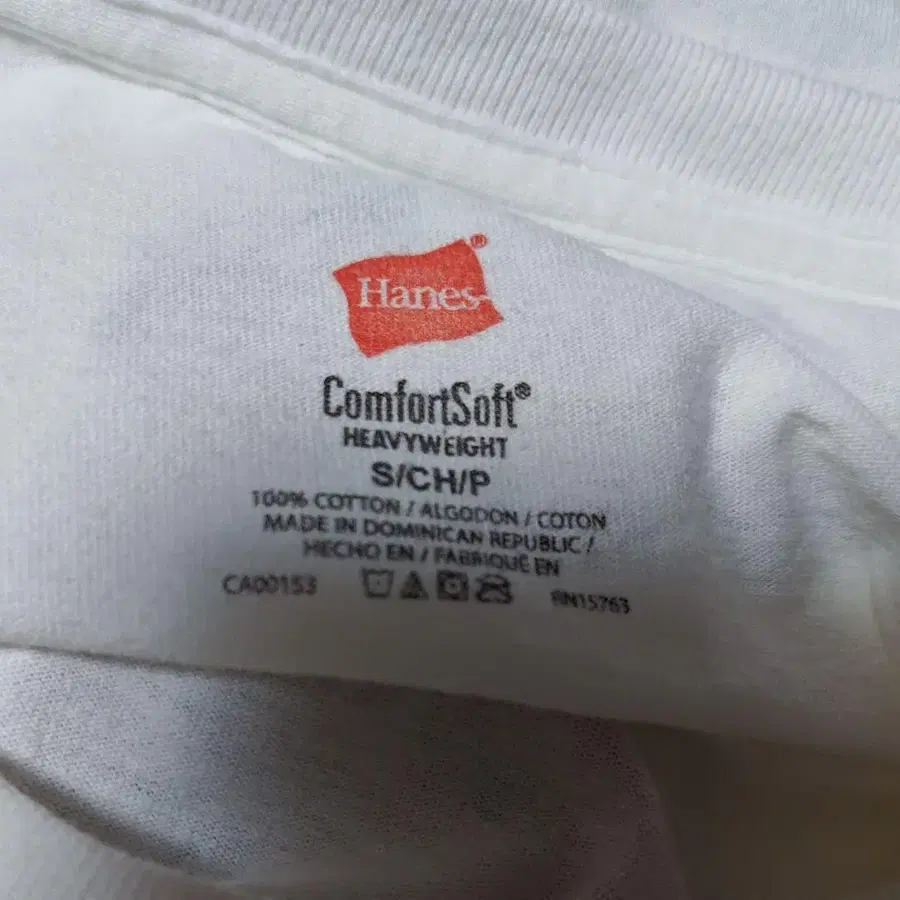 Hanes®
ComfortSoft®
HEAVYWEIGHT
S/CH/P
100% COTTON / ALGODON / COTON
MADE IN DOMINICAN REPUBLIC /
HECHO EN / FABRIQUÉ EN
CA00153 RN15763